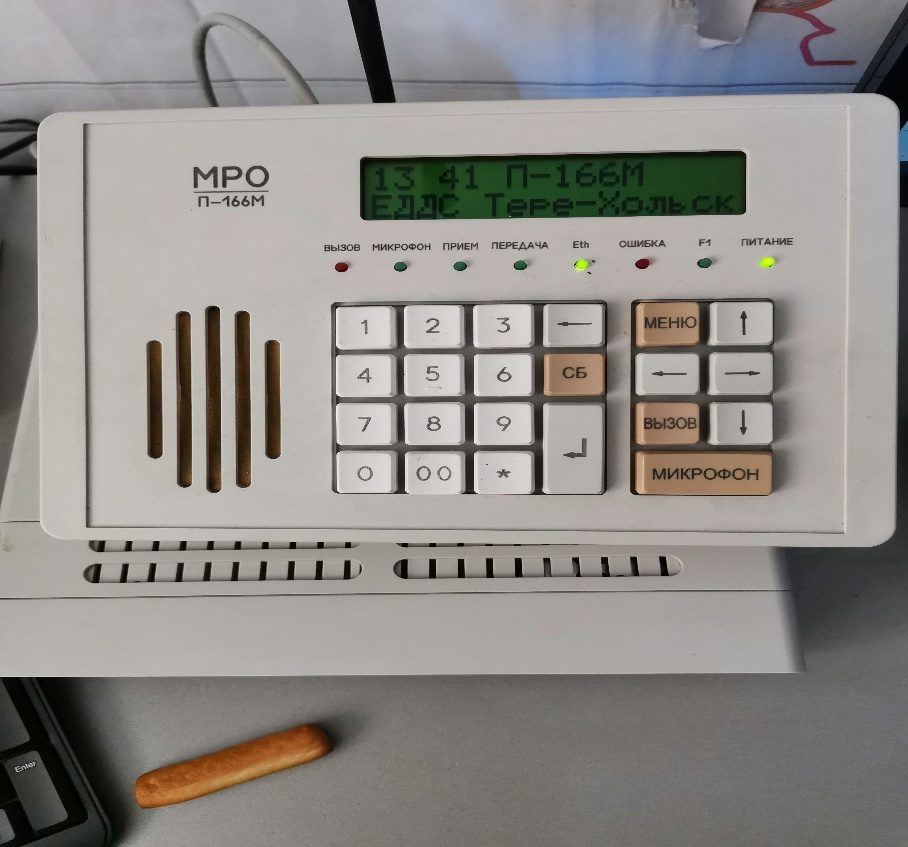 МРО
П-166М
13 41 П-166М
ЕДДС Тере-Хольск
ВЫЗОВ МИКРОФОН ПРИЕМ ПЕРЕДАЧА Eth ОШИБКА F1 ПИТАНИЕ
1 2 3 ← МЕНЮ ↑
4 5 6 СБ ← →
7 8 9 ↵ ВЫЗОВ ↓
0 00 * МИКРОФОН
Enter